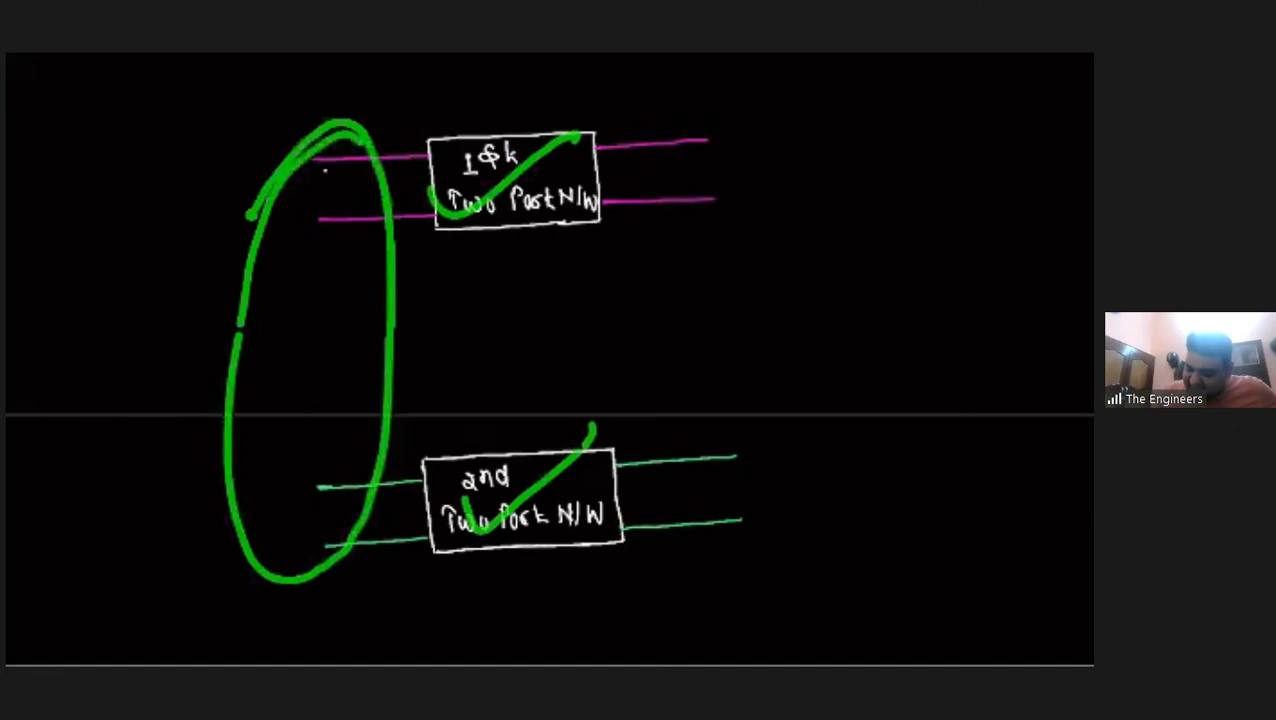 1st
Two Port N/W
The Engineers
2nd
Two Port N/W